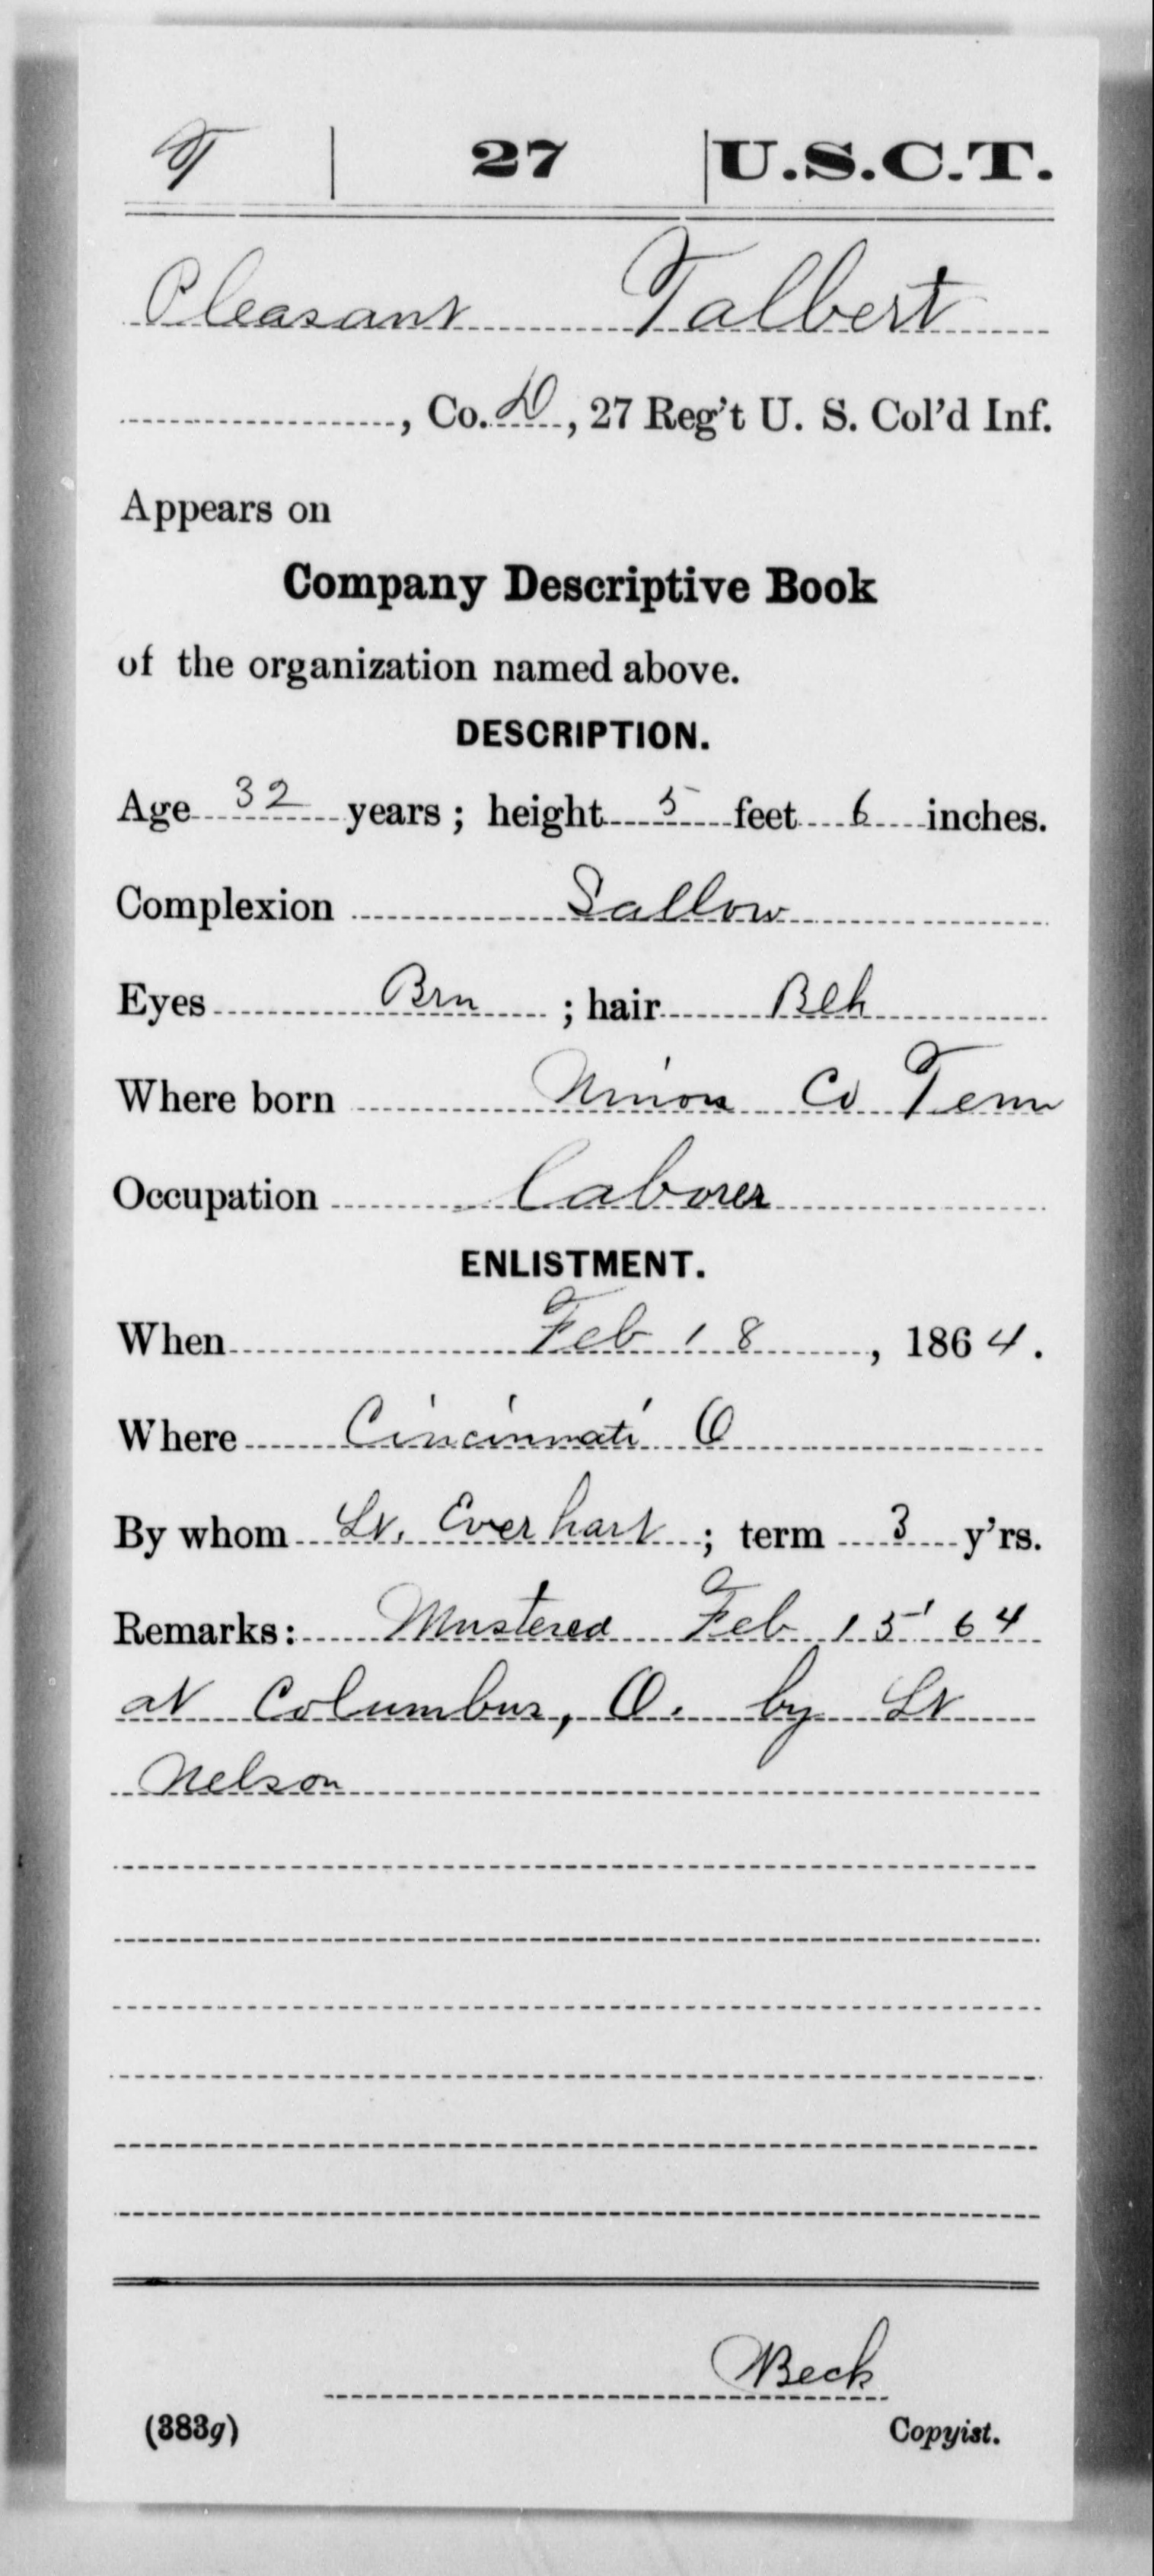 T | 27 | U.S.C.T.
Pleasant Talbert
, Co. D, 27 Reg't U. S. Col'd Inf.
Appears on
Company Descriptive Book
of the organization named above.
DESCRIPTION.
Age 32 years; height 5 feet 6 inches.
Complexion Sallow
Eyes Brn; hair Blk
Where born Union Co Tenn
Occupation Laborer
ENLISTMENT.
When Feb 18, 1864.
Where Cincinnati O
By whom Lt. Everhart; term 3 y'rs.
Remarks: Mustered Feb 15' 64
at Columbus, O. by Lt
Nelson
Beck
(383g) Copyist.